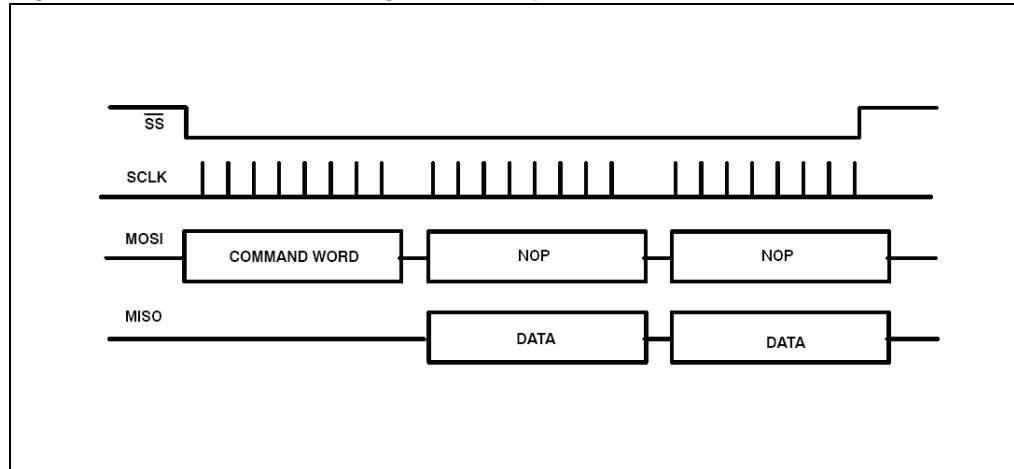 SS
SCLK
MOSI
COMMAND WORD
NOP
NOP
MISO
DATA
DATA